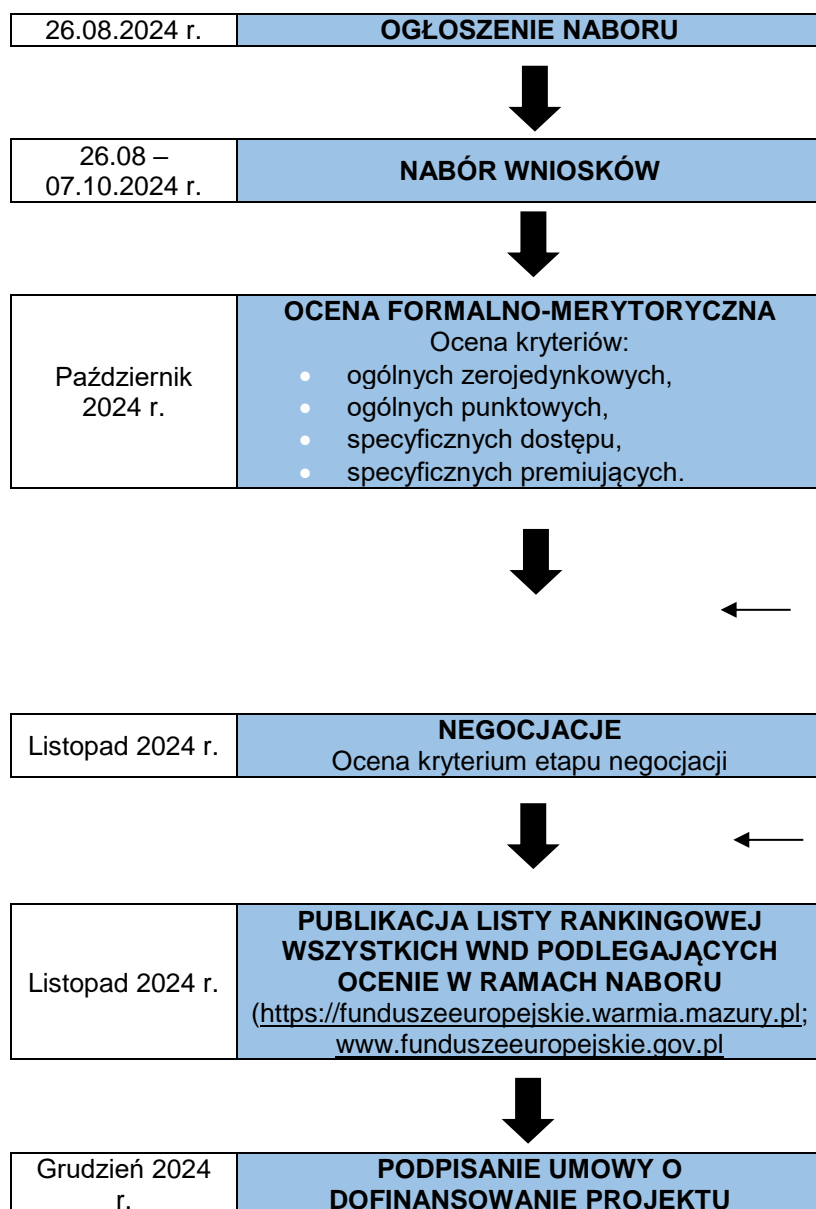 26.08.2024 r.
OGŁOSZENIE NABORU
26.08 –
07.10.2024 r.
NABÓR WNIOSKÓW
Październik
2024 r.
OCENA FORMALNO-MERYTORYCZNA
Ocena kryteriów:
• ogólnych zerojedynkowych,
• ogólnych punktowych,
• specyficznych dostępu,
• specyficznych premiujących.
Listopad 2024 r.
NEGOCJACJE
Ocena kryterium etapu negocjacji
Listopad 2024 r.
PUBLIKACJA LISTY RANKINGOWEJ
WSZYSTKICH WND PODLEGAJĄCYCH
OCENIE W RAMACH NABORU
(https://funduszeeuropejskie.warmia.mazury.pl;
www.funduszeeuropejskie.gov.pl
Grudzień 2024
r.
PODPISANIE UMOWY O
DOFINANSOWANIE PROJEKTU